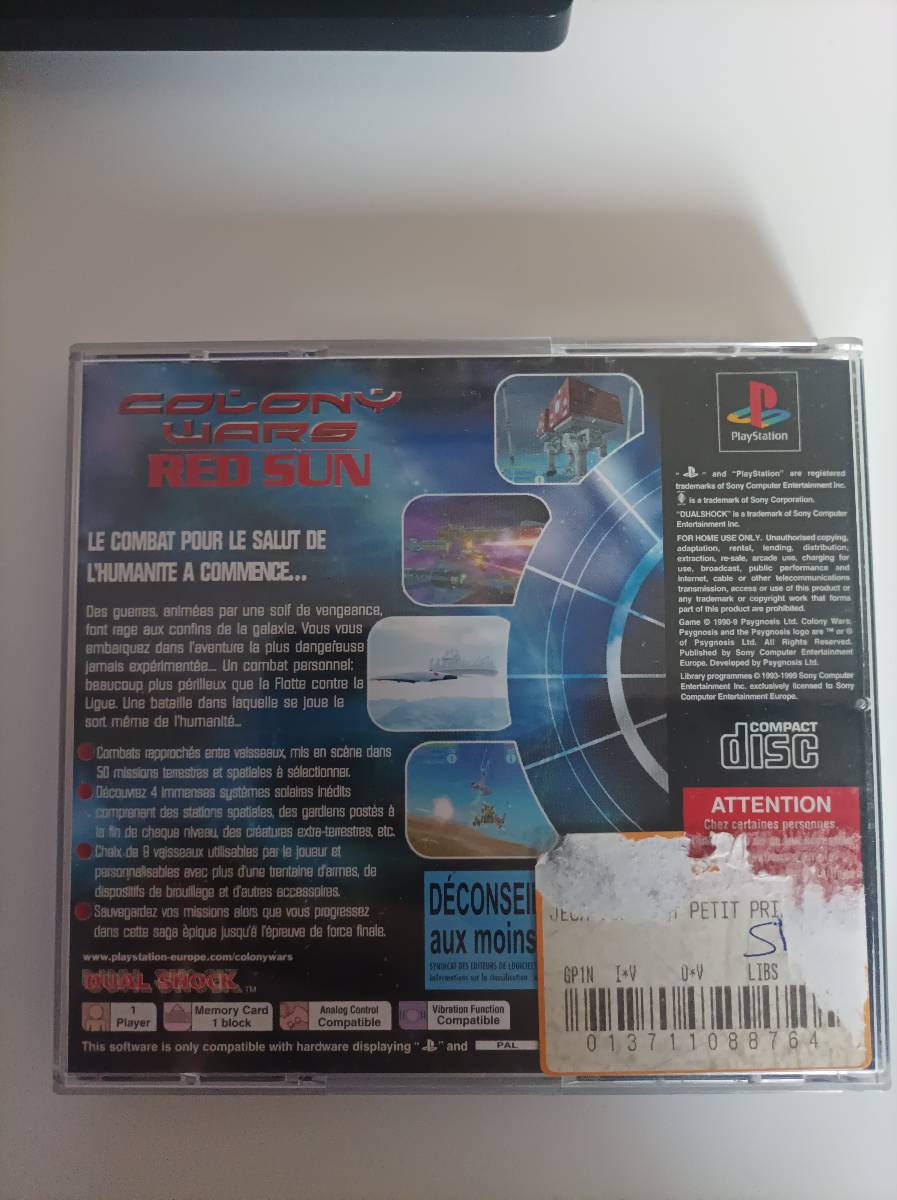 COLONY
WARS
RED SUN
LE COMBAT POUR LE SALUT DE
L'HUMANITE A COMMENCE...
Des guerres, animées par une soif de vengeance,
font rage aux confins de la galaxie. Vous vous
embarquez dans l'aventure la plus dangereuse
jamais expérimentée... Un combat personnel;
beaucoup plus périlleux que la Flotte contre la
Ligue. Une bataille dans laquelle se joue le
sort même de l'humanité...
Combats rapprochés entre vaisseaux, mis en scène dans
50 missions terrestres et spatiales à sélectionner.
Découvrez 4 immenses systèmes solaires inédits
comprenant des stations spatiales, des gardiens postés à
la fin de chaque niveau, des créatures extra-terrestres, etc.
Choix de 9 vaisseaux utilisables par le joueur et
personnalisables avec plus d'une trentaine d'armes, de
dispositifs de brouillage et d'autres accessoires.
Sauvegardez vos missions alors que vous progressez
dans cette saga épique jusqu'à l'épreuve de force finale.
www.playstation-europe.com/colonywars
DUAL SHOCK™
1
Player
Memory Card
1 block
Analog Control
Compatible
Vibration Function
Compatible
This software is only compatible with hardware displaying " " and PAL
PlayStation
" " and "PlayStation" are registered
trademarks of Sony Computer Entertainment Inc.
is a trademark of Sony Corporation.
"DUALSHOCK" is a trademark of Sony Computer
Entertainment Inc.
FOR HOME USE ONLY. Unauthorised copying,
adaptation, rental, lending, distribution,
extraction, re-sale, arcade use, charging for
use, broadcast, public performance and
internet, cable or other telecommunications
transmission, access or use of this product or
any trademark or copyright work that forms
part of this product are prohibited.
Game © 1990-9 Psygnosis Ltd. Colony Wars,
Psygnosis and the Psygnosis logo are ™ or ®
of Psygnosis Ltd. All Rights Reserved.
Published by Sony Computer Entertainment
Europe. Developed by Psygnosis Ltd.
Library programmes © 1993-1999 Sony Computer
Entertainment Inc. exclusively licensed to Sony
Computer Entertainment Europe.
COMPACT
disc
ATTENTION
Chez certaines personnes,
DÉCONSEIL
aux moins
SYNDICAT DES EDITEURS DE LOGICIELS
Informations sur la classification
PETIT PRI
GP1N I*V O*V LIBS
013711088764